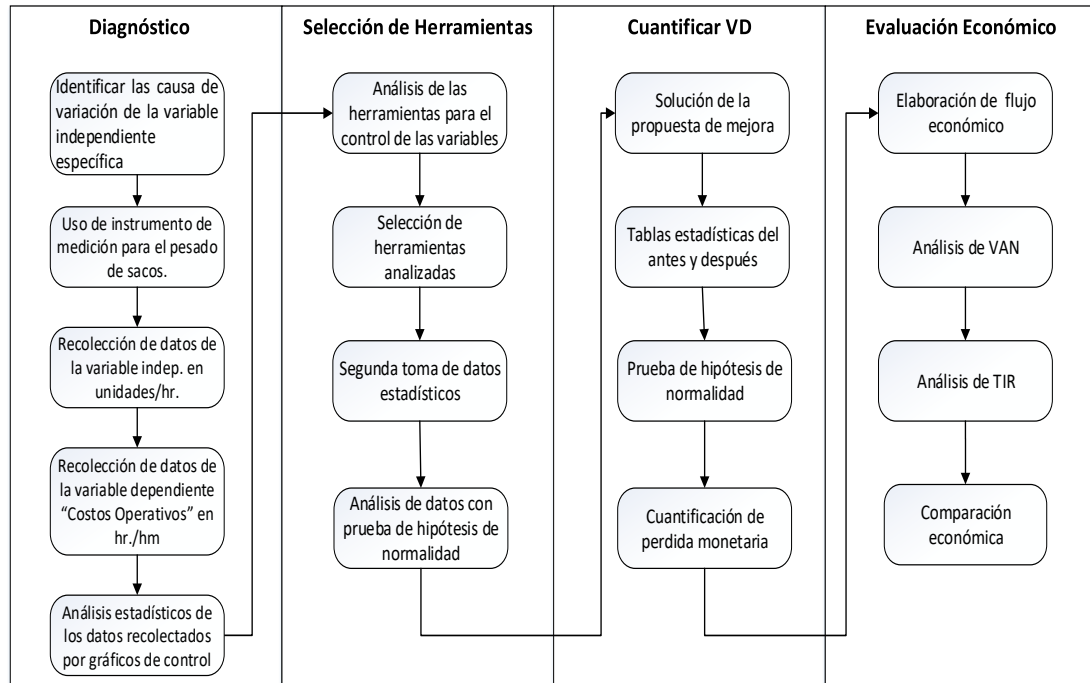 Diagnóstico
Identificar las causa de
variación de la variable
independiente
específica
Uso de instrumento de
medición para el pesado
de sacos.
Recolección de datos de
la variable indep. en
unidades/hr.
Recolección de datos de
la variable dependiente
“Costos Operativos” en
hr./hm
Análisis estadísticos de
los datos recolectados
por gráficos de control
Selección de Herramientas
Análisis de las
herramientas para el
control de las variables
Selección de
herramientas
analizadas
Segunda toma de datos
estadísticos
Análisis de datos con
prueba de hipótesis de
normalidad
Cuantificar VD
Solución de la
propuesta de mejora
Tablas estadísticas del
antes y después
Prueba de hipótesis de
normalidad
Cuantificación de
perdida monetaria
Evaluación Económico
Elaboración de flujo
económico
Análisis de VAN
Análisis de TIR
Comparación
económica